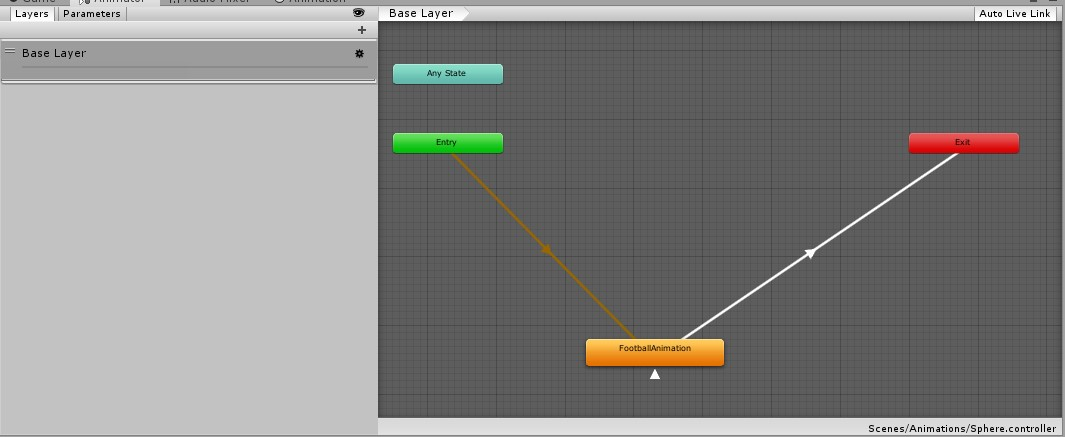 Layers Parameters
Base Layer
Auto Live Link
Base Layer
Any State
Entry
Exit
FootballAnimation
Scenes/Animations/Sphere.controller